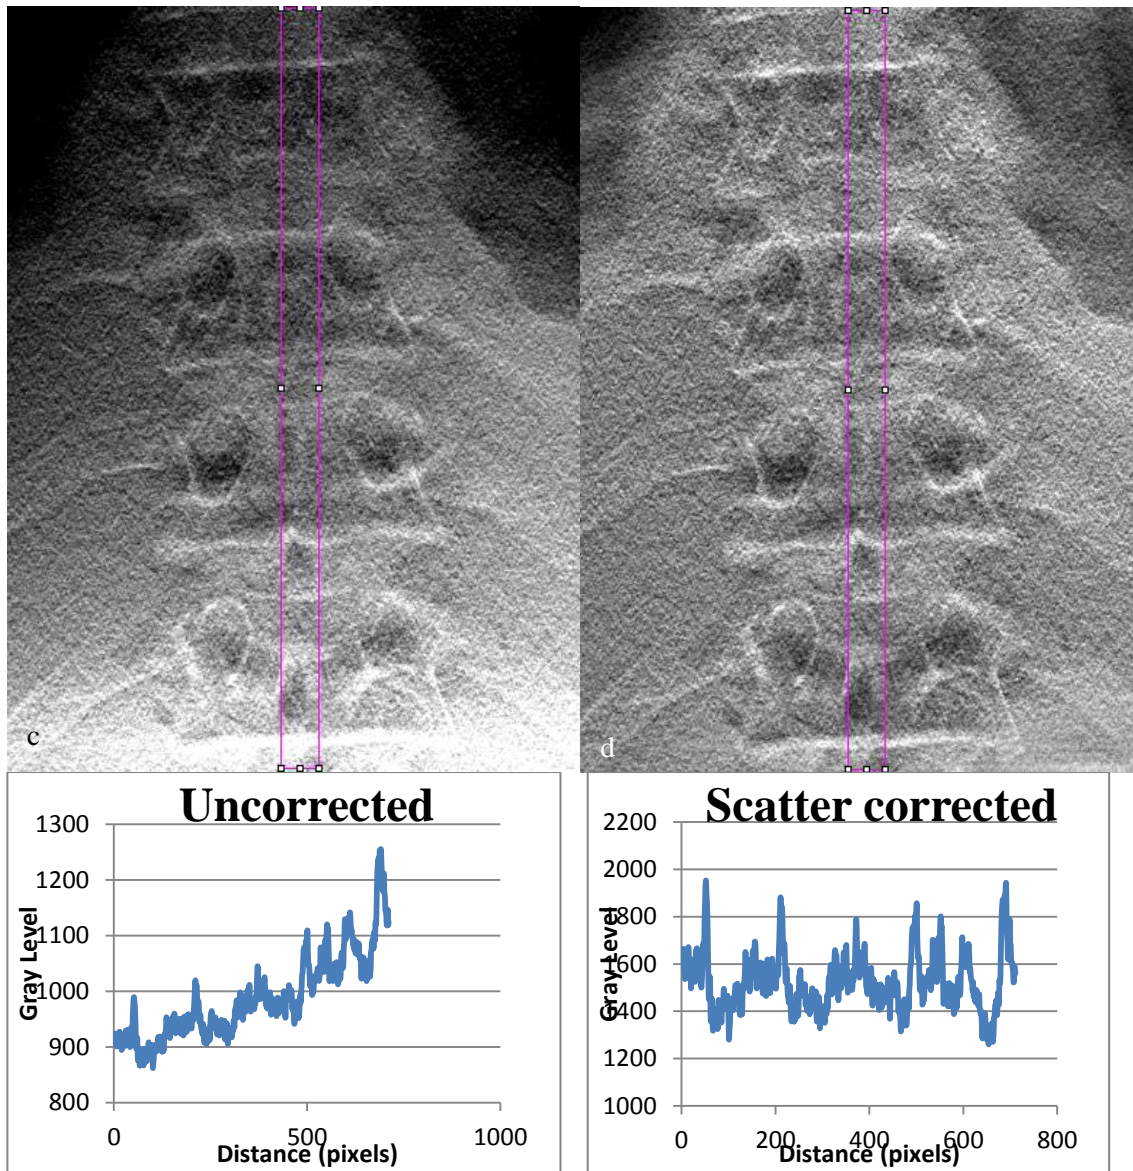 c
d
Uncorrected
1300
1200
1100
1000
900
800
Gray Level
0
500
1000
Distance (pixels)
Scatter corrected
2200
2000
1800
1600
1400
1200
1000
Gray Level
0
200
400
600
800
Distance (pixels)